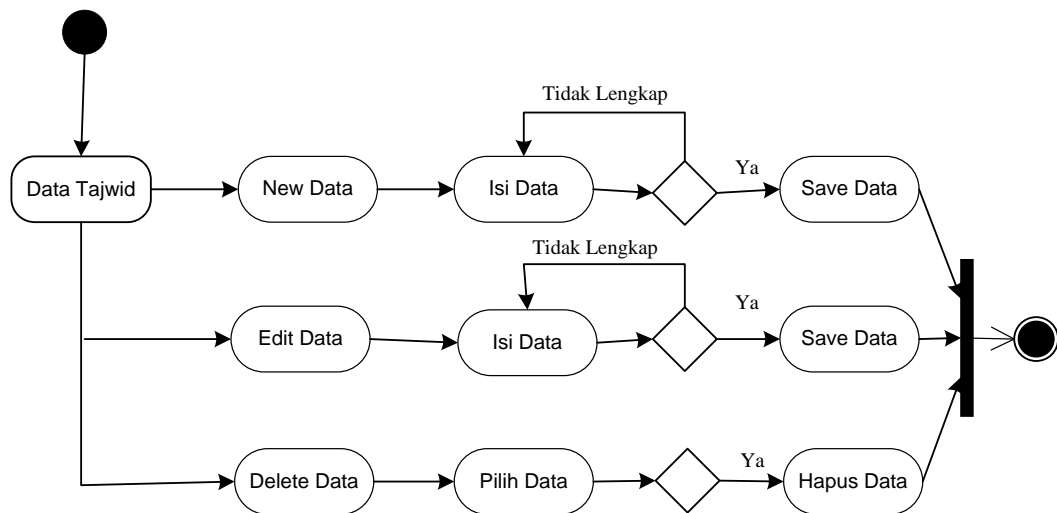 Tidak Lengkap
Data Tajwid
New Data
Isi Data
Ya
Save Data
Tidak Lengkap
Edit Data
Isi Data
Ya
Save Data
Delete Data
Pilih Data
Ya
Hapus Data